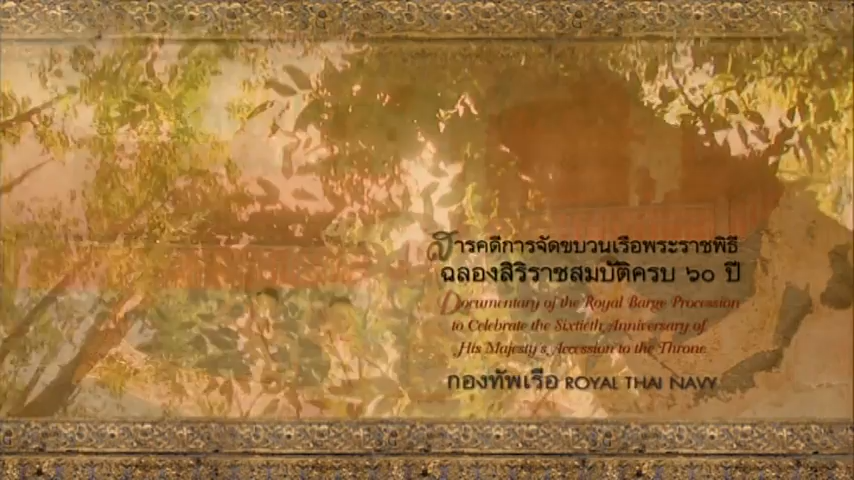 สารคดีการจัดขบวนเรือพระราชพิธี
ฉลองสิริราชสมบัติครบ ๖๐ ปี
Documentary of the Royal Barge Procession
to Celebrate the Sixtieth Anniversary of
His Majesty's Accession to the Throne
กองทัพเรือ ROYAL THAI NAVY